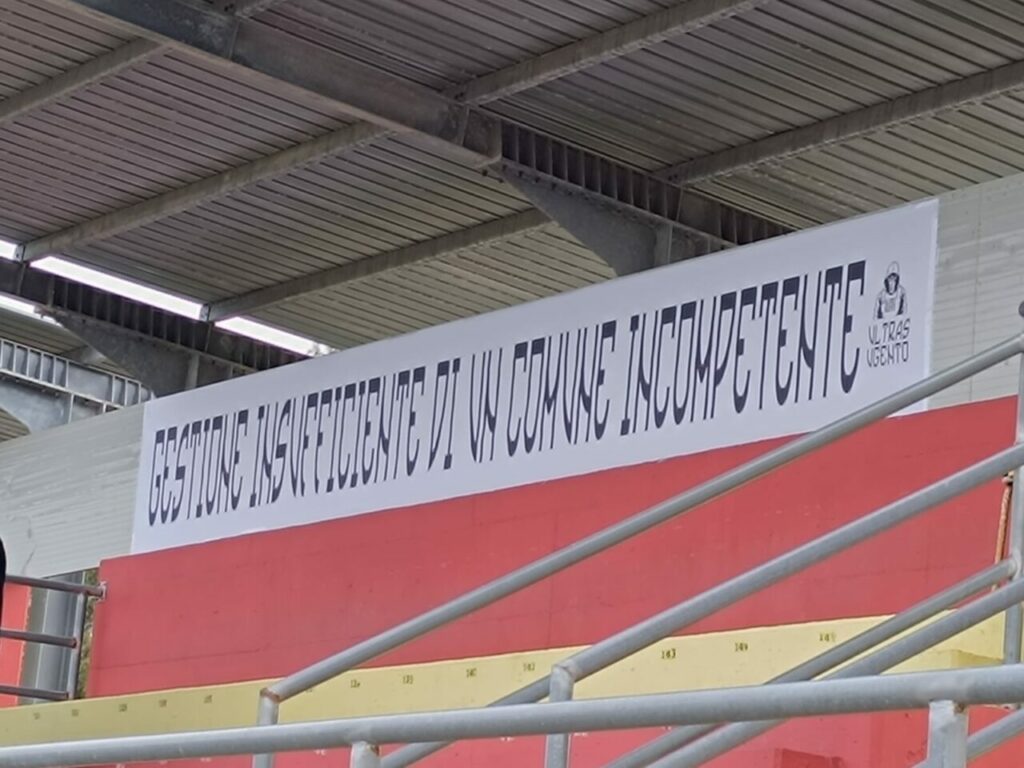 GESTIONE INSUFFICIENTE DI UN COMUNE INCOMPETENTE
ULTRAS
UGENTO